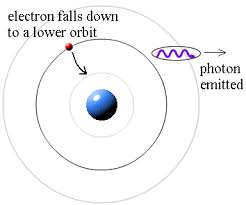 electron falls down
to a lower orbit
photon
emitted